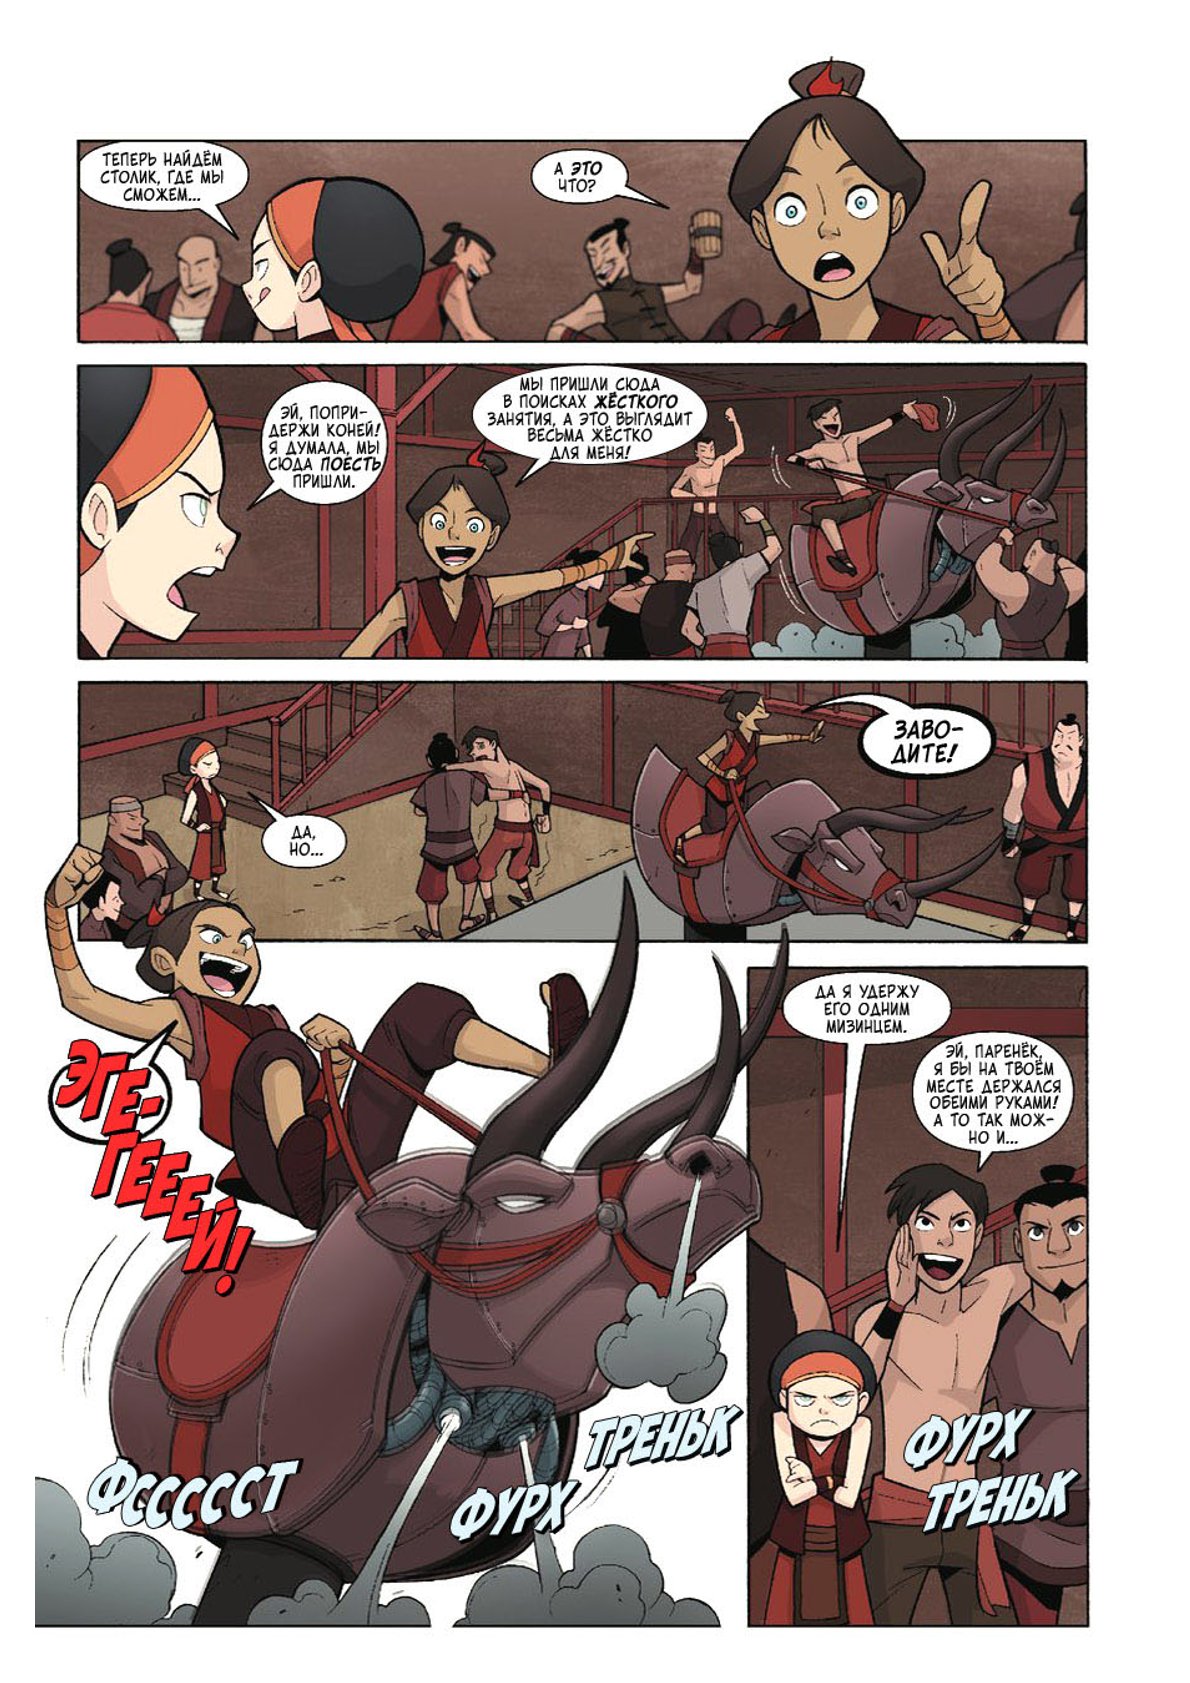 ТЕПЕРЬ НАЙДЁМ
СТОЛИК, ГДЕ МЫ
СМОЖЕМ...
А ЭТО
ЧТО?
ЭЙ, ПОПРИ-
ДЕРЖИ КОНЕЙ!
Я ДУМАЛА, МЫ
СЮДА ПОЕСТЬ
ПРИШЛИ.
МЫ ПРИШЛИ СЮДА
В ПОИСКАХ ЖЁСТКОГО
ЗАНЯТИЯ, А ЭТО ВЫГЛЯДИТ
ВЕСЬМА ЖЁСТКО
ДЛЯ МЕНЯ!
ДА,
НО...
ЗАВО-
ДИТЕ!
ЭГЕ-
ГЕЕЕЙ!
ФСССССТ
ФУРХ
ТРЕНЬК
ДА Я УДЕРЖУ
ЕГО ОДНИМ
МИЗИНЦЕМ.
ЭЙ, ПАРЕНЁК,
Я БЫ НА ТВОЁМ
МЕСТЕ ДЕРЖАЛСЯ
ОБЕИМИ РУКАМИ!
А ТО ТАК МОЖ-
НО И...
ФУРХ
ТРЕНЬК